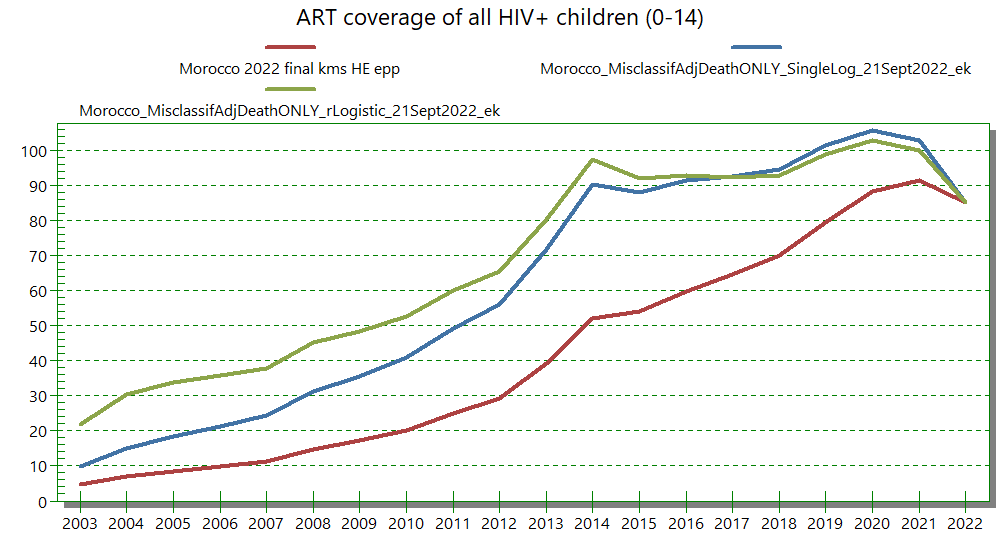 ART coverage of all HIV+ children (0-14)
Morocco 2022 final kms HE epp
Morocco_MisclassifAdjDeathONLY_SingleLog_21Sept2022_ek
Morocco_MisclassifAdjDeathONLY_rLogistic_21Sept2022_ek
100
90
80
70
60
50
40
30
20
10
0
2003 2004 2005 2006 2007 2008 2009 2010 2011 2012 2013 2014 2015 2016 2017 2018 2019 2020 2021 2022